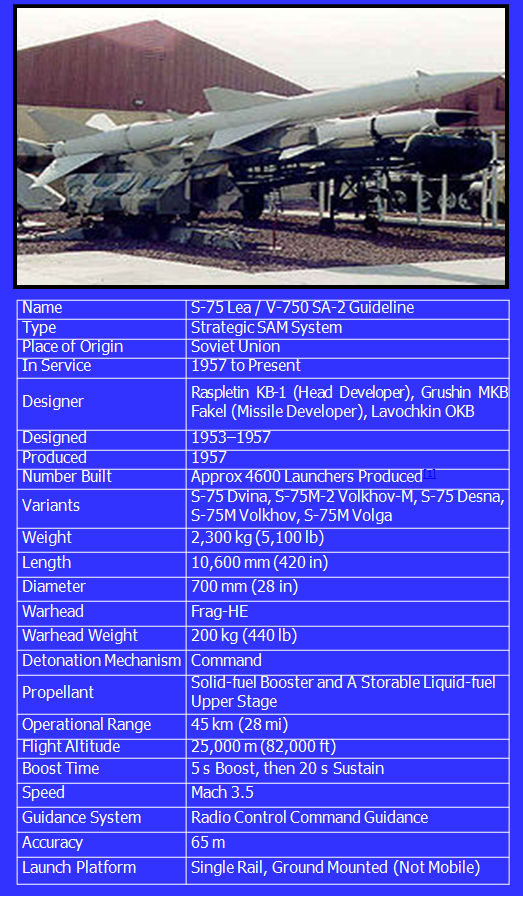 Name S-75 Lea / V-750 SA-2 Guideline
Type Strategic SAM System
Place of Origin Soviet Union
In Service 1957 to Present
Designer Raspletin KB-1 (Head Developer), Grushin MKB
Fakel (Missile Developer), Lavochkin OKB
Designed 1953–1957
Produced 1957
Number Built Approx 4600 Launchers Produced[1]
Variants S-75 Dvina, S-75M-2 Volkhov-M, S-75 Desna,
S-75M Volkhov, S-75M Volga
Weight 2,300 kg (5,100 lb)
Length 10,600 mm (420 in)
Diameter 700 mm (28 in)
Warhead Frag-HE
Warhead Weight 200 kg (440 lb)
Detonation Mechanism Command
Propellant Solid-fuel Booster and A Storable Liquid-fuel
Upper Stage
Operational Range 45 km (28 mi)
Flight Altitude 25,000 m (82,000 ft)
Boost Time 5 s Boost, then 20 s Sustain
Speed Mach 3.5
Guidance System Radio Control Command Guidance
Accuracy 65 m
Launch Platform Single Rail, Ground Mounted (Not Mobile)